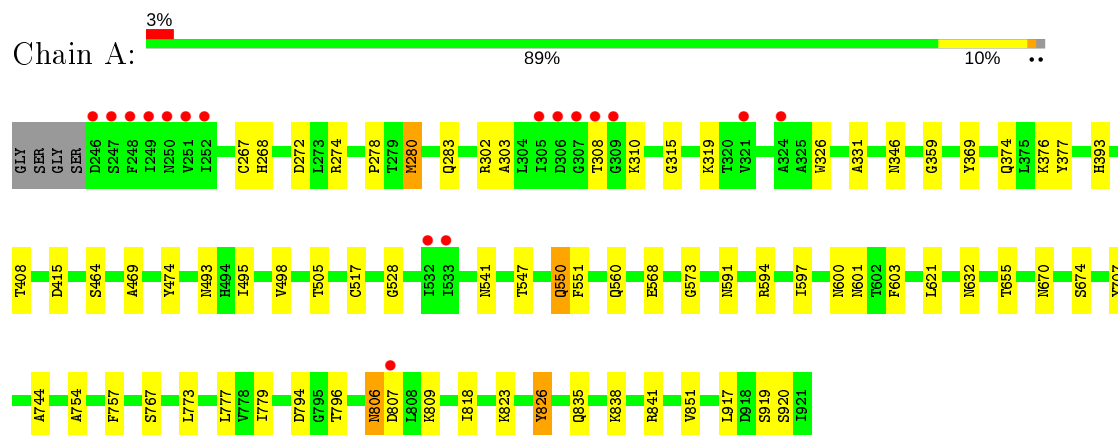 3%
Chain A:
89% 10% ••
GLY SER GLY SER D246 S247 F248 I249 N250 V251 I252 C267 H268 D272 L273 R274 P278 T279 M280 Q283 R302 A303 L304 I305 D306 G307 T308 G309 K310 G315 K319 T320 V321 A324 A325 W326 A331 N346 G359 Y369 Q374 L375 K376 Y377 H393
T408 D415 S464 A469 Y474 N493 H494 I495 V498 T505 C517 G528 I532 I533 N541 T547 Q550 F551 Q560 E568 G573 N591 R594 I597 N600 N601 T602 F603 L621 N632 T655 N670 S674 Y707
A744 A754 F757 S767 L773 L777 V778 I779 D794 G795 T796 N806 D807 L808 K809 I818 K823 Y826 Q835 K838 R841 V851 L917 D918 S919 S920 I921